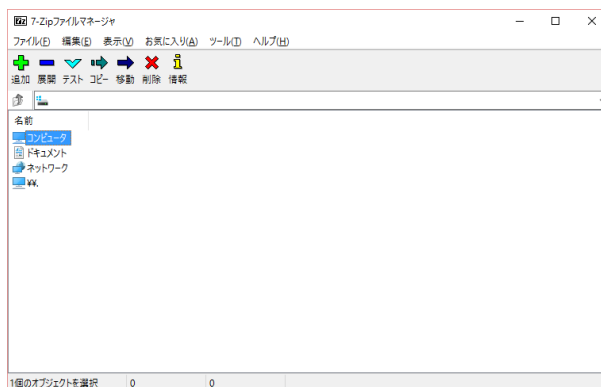 7z 7-Zipファイルマネージャ
ファイル(F) 編集(E) 表示(V) お気に入り(A) ツール(T) ヘルプ(H)
追加 展開 テスト コピー 移動 削除 情報
名前
コンピュータ
ドキュメント
ネットワーク
¥¥.
1個のオブジェクトを選択 0 0